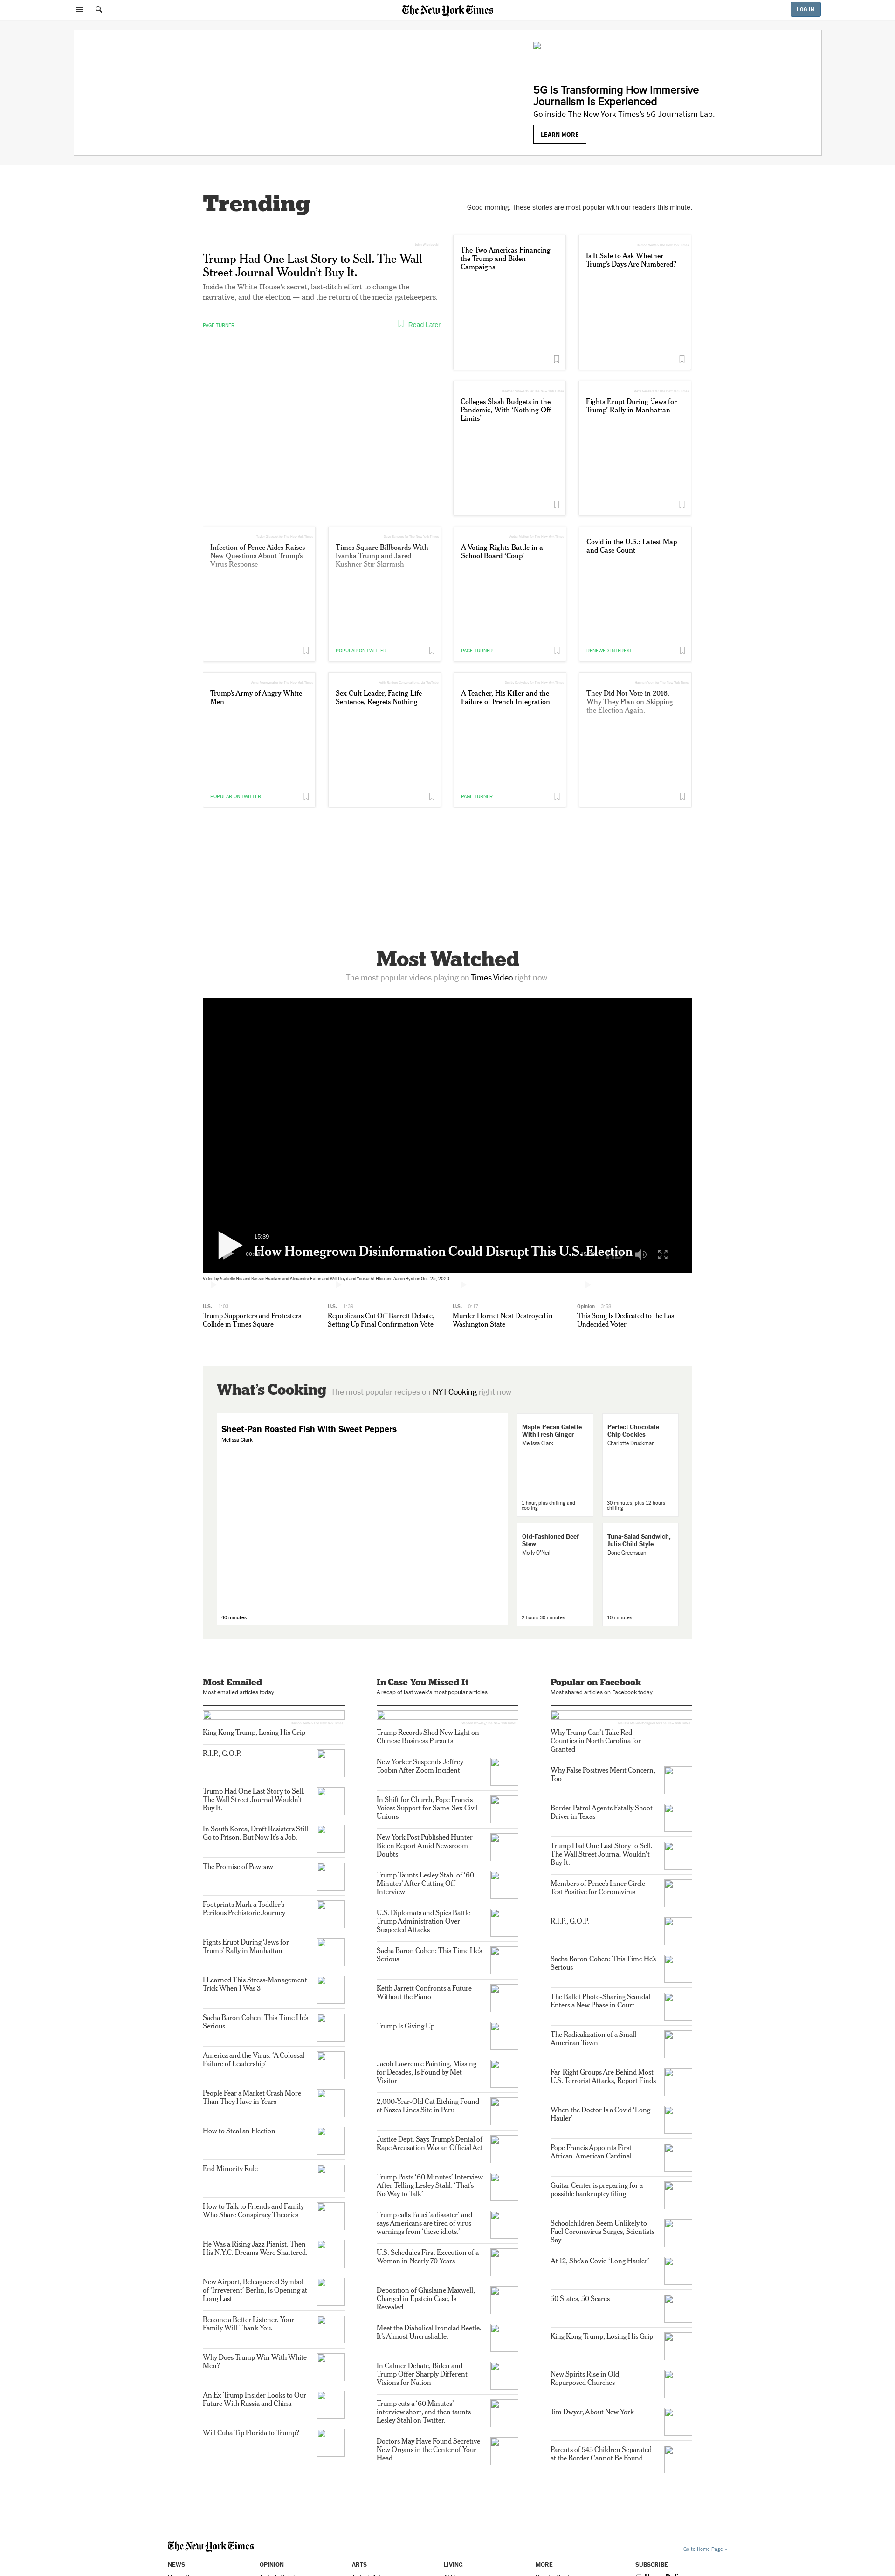 The New York Times
LOG IN
5G Is Transforming How Immersive
Journalism Is Experienced
Go inside The New York Times's 5G Journalism Lab.
LEARN MORE
Trending
Good morning. These stories are most popular with our readers this minute.
Trump Had One Last Story to Sell. The Wall
Street Journal Wouldn't Buy It.
Inside the White House's secret, last-ditch effort to change the
narrative, and the election — and the return of the media gatekeepers.
PAGE-TURNER
Read Later
The Two Americas Financing
the Trump and Biden
Campaigns
Is It Safe to Ask Whether
Trump's Days Are Numbered?
Colleges Slash Budgets in the
Pandemic, With 'Nothing Off-
Limits'
Fights Erupt During 'Jews for
Trump' Rally in Manhattan
Infection of Pence Aides Raises
New Questions About Trump's
Virus Response
Times Square Billboards With
Ivanka Trump and Jared
Kushner Stir Skirmish
POPULAR ON TWITTER
A Voting Rights Battle in a
School Board 'Coup'
PAGE-TURNER
Covid in the U.S.: Latest Map
and Case Count
RENEWED INTEREST
Trump's Army of Angry White
Men
POPULAR ON TWITTER
Sex Cult Leader, Facing Life
Sentence, Regrets Nothing
A Teacher, His Killer and the
Failure of French Integration
PAGE-TURNER
They Did Not Vote in 2016.
Why They Plan on Skipping
the Election Again.
Most Watched
The most popular videos playing on Times Video right now.
15:39
How Homegrown Disinformation Could Disrupt This U.S. Election
U.S. 1:03
Trump Supporters and Protesters
Collide in Times Square
U.S. 1:39
Republicans Cut Off Barrett Debate,
Setting Up Final Confirmation Vote
U.S. 0:37
Murder Hornet Nest Destroyed in
Washington State
Opinion 3:38
This Song Is Dedicated to the Last
Undecided Voter
What's Cooking The most popular recipes on NYT Cooking right now
Sheet-Pan Roasted Fish With Sweet Peppers
Melissa Clark
40 minutes
Maple-Pecan Galette
With Fresh Ginger
Melissa Clark
1 hour, plus chilling and
cooling
Perfect Chocolate
Chip Cookies
Charlotte Druckman
30 minutes, plus 12 hours'
chilling
Old-Fashioned Beef
Stew
Molly O'Neill
2 hours 30 minutes
Tuna-Salad Sandwich,
Julia Child Style
Dorie Greenspan
10 minutes
Most Emailed
Most emailed articles today
King Kong Trump, Losing His Grip
R.I.P., G.O.P.
Trump Had One Last Story to Sell.
The Wall Street Journal Wouldn't
Buy It.
In South Korea, Draft Resisters Still
Go to Prison. But Now It's a Job.
The Promise of Pawpaw
Footprints Mark a Toddler's
Perilous Prehistoric Journey
Fights Erupt During 'Jews for
Trump' Rally in Manhattan
I Learned This Stress-Management
Trick When I Was 3
Sacha Baron Cohen: This Time He's
Serious
America and the Virus: 'A Colossal
Failure of Leadership'
People Fear a Market Crash More
Than They Have in Years
How to Steal an Election
End Minority Rule
How to Talk to Friends and Family
Who Share Conspiracy Theories
He Was a Rising Jazz Pianist. Then
His N.Y.C. Dreams Were Shattered.
New Airport, Beleaguered Symbol
of 'Irreverent' Berlin, Is Opening at
Long Last
Become a Better Listener. Your
Family Will Thank You.
Why Does Trump Win With White
Men?
An Ex-Trump Insider Looks to Our
Future With Russia and China
Will Cuba Tip Florida to Trump?
In Case You Missed It
A recap of last week's most popular articles
Trump Records Shed New Light on
Chinese Business Pursuits
New Yorker Suspends Jeffrey
Toobin After Zoom Incident
In Shift for Church, Pope Francis
Voices Support for Same-Sex Civil
Unions
New York Post Published Hunter
Biden Report Amid Newsroom
Doubts
Trump Taunts Lesley Stahl of '60
Minutes' After Cutting Off
Interview
U.S. Diplomats and Spies Battle
Trump Administration Over
Suspected Attacks
Sacha Baron Cohen: This Time He's
Serious
Keith Jarrett Confronts a Future
Without the Piano
Trump Is Giving Up
Jacob Lawrence Painting, Missing
for Decades, Is Found by Met
Visitor
2,000-Year-Old Cat Etching Found
at Nazca Lines Site in Peru
Justice Dept. Says Trump's Denial of
Rape Accusation Was an Official Act
Trump Posts '60 Minutes' Interview
After Telling Lesley Stahl: 'That's
No Way to Talk'
Trump calls Fauci 'a disaster' and
says Americans are tired of virus
warnings from 'these idiots.'
U.S. Schedules First Execution of a
Woman in Nearly 70 Years
Deposition of Ghislaine Maxwell,
Charged in Epstein Case, Is
Revealed
Meet the Diabolical Ironclad Beetle.
It's Almost Uncrushable.
In Calmer Debate, Biden and
Trump Offer Sharply Different
Visions for Nation
Trump cuts a '60 Minutes'
interview short, and then taunts
Lesley Stahl on Twitter.
Doctors May Have Found Secretive
New Organs in the Center of Your
Head
Popular on Facebook
Most shared articles on Facebook today
Why Trump Can't Take Red
Counties in North Carolina for
Granted
Why False Positives Merit Concern,
Too
Border Patrol Agents Fatally Shoot
Driver in Texas
Trump Had One Last Story to Sell.
The Wall Street Journal Wouldn't
Buy It.
Members of Pence's Inner Circle
Test Positive for Coronavirus
R.I.P., G.O.P.
Sacha Baron Cohen: This Time He's
Serious
The Ballet Photo-Sharing Scandal
Enters a New Phase in Court
The Radicalization of a Small
American Town
Far-Right Groups Are Behind Most
U.S. Terrorist Attacks, Report Finds
When the Doctor Is a Covid 'Long
Hauler'
Pope Francis Appoints First
African-American Cardinal
Guitar Center is preparing for a
possible bankruptcy filing.
Schoolchildren Seem Unlikely to
Fuel Coronavirus Surges, Scientists
Say
At 12, She's a Covid 'Long Hauler'
50 States, 50 Scares
King Kong Trump, Losing His Grip
New Spirits Rise in Old,
Repurposed Churches
Jim Dwyer, About New York
Parents of 545 Children Separated
at the Border Cannot Be Found
The New York Times
Go to Home Page »
NEWS
OPINION
ARTS
LIVING
MORE
SUBSCRIBE